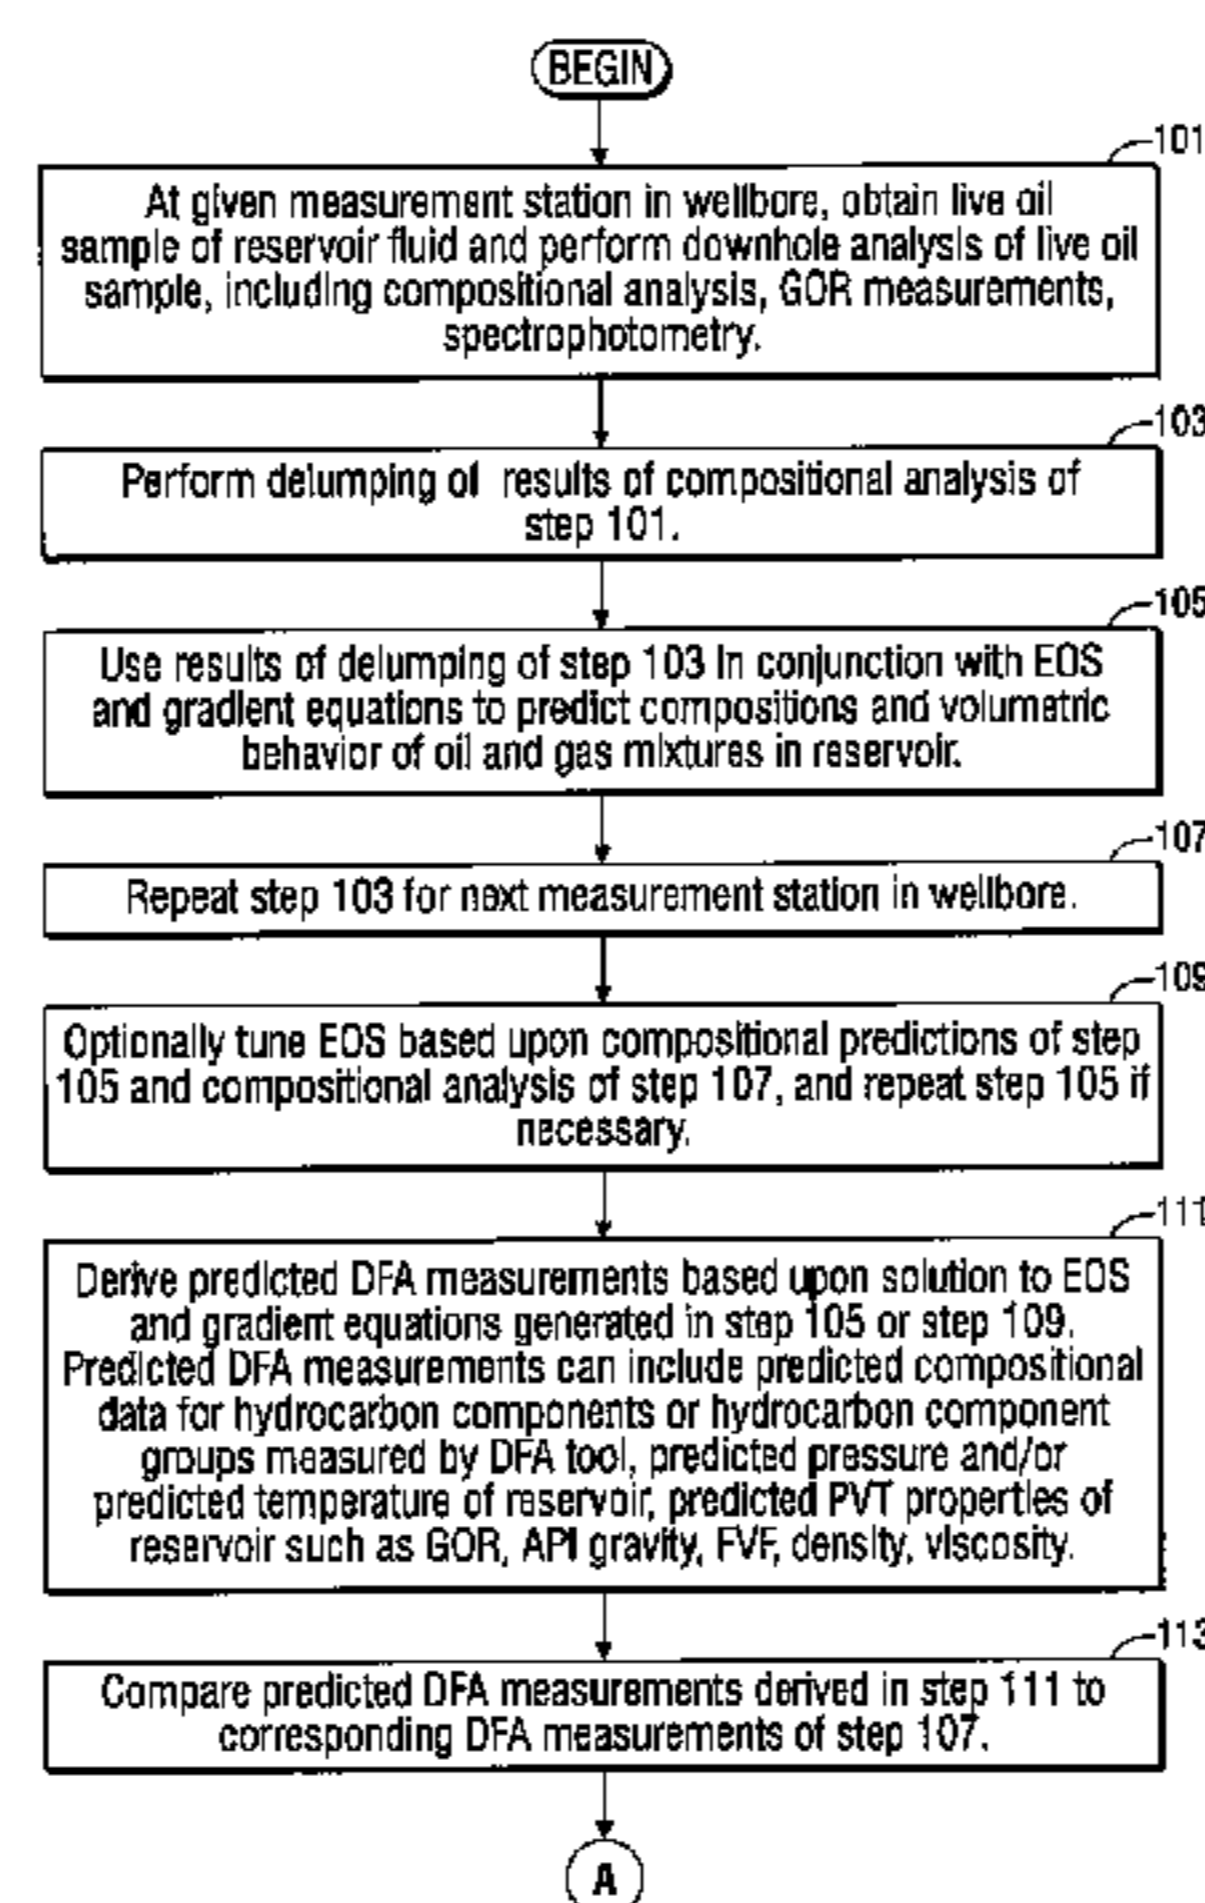 BEGIN
101
At given measurement station in wellbore, obtain live oil
sample of reservoir fluid and perform downhole analysis of live oil
sample, including compositional analysis, GOR measurements,
spectrophotometry.
103
Perform delumping of results of compositional analysis of
step 101.
105
Use results of delumping of step 103 in conjunction with EOS
and gradient equations to predict compositions and volumetric
behavior of oil and gas mixtures in reservoir.
107
Repeat step 103 for next measurement station in wellbore.
109
Optionally tune EOS based upon compositional predictions of step
105 and compositional analysis of step 107, and repeat step 105 if
necessary.
111
Derive predicted DFA measurements based upon solution to EOS
and gradient equations generated in step 105 or step 109.
Predicted DFA measurements can include predicted compositional
data for hydrocarbon components or hydrocarbon component
groups measured by DFA tool, predicted pressure and/or
predicted temperature of reservoir, predicted PVT properties of
reservoir such as GOR, API gravity, FVF, density, viscosity.
113
Compare predicted DFA measurements derived in step 111 to
corresponding DFA measurements of step 107.
A